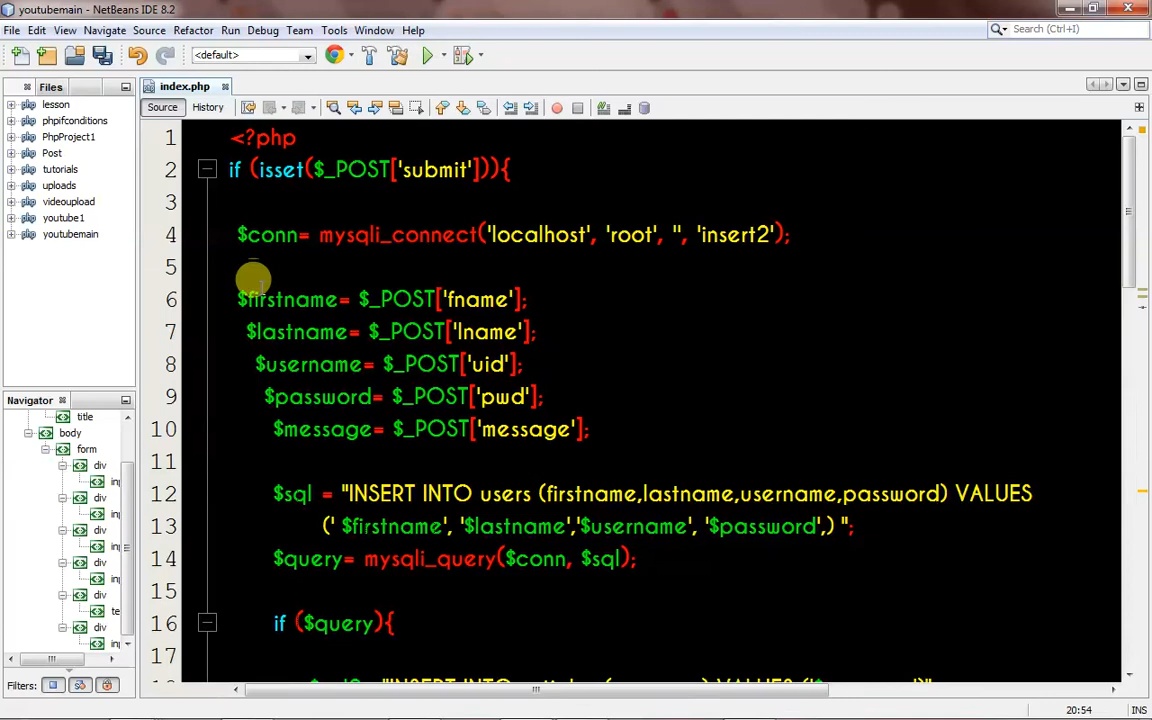 youtubemain - NetBeans IDE 8.2
File Edit View Navigate Source Refactor Run Debug Team Tools Window Help
Search (Ctrl+I)
<default>
Files
index.php
Source History
lesson
phpifconditions
PhpProject1
Post
tutorials
uploads
videoupload
youtube1
youtubemain
Navigator
title
body
form
div
div
div
div
te
div
Filters:
1 <?php
2 if (isset($_POST['submit'])){
3
4 $conn= mysqli_connect('localhost', 'root', '', 'insert2');
5
6 $firstname= $_POST['fname'];
7 $lastname= $_POST['lname'];
8 $username= $_POST['uid'];
9 $password= $_POST['pwd'];
10 $message= $_POST['message'];
11
12 $sql = "INSERT INTO users (firstname,lastname,username,password) VALUES
13 (' $firstname', '$lastname','$username', '$password',) ";
14 $query= mysqli_query($conn, $sql);
15
16 if ($query){
17
20:54 INS